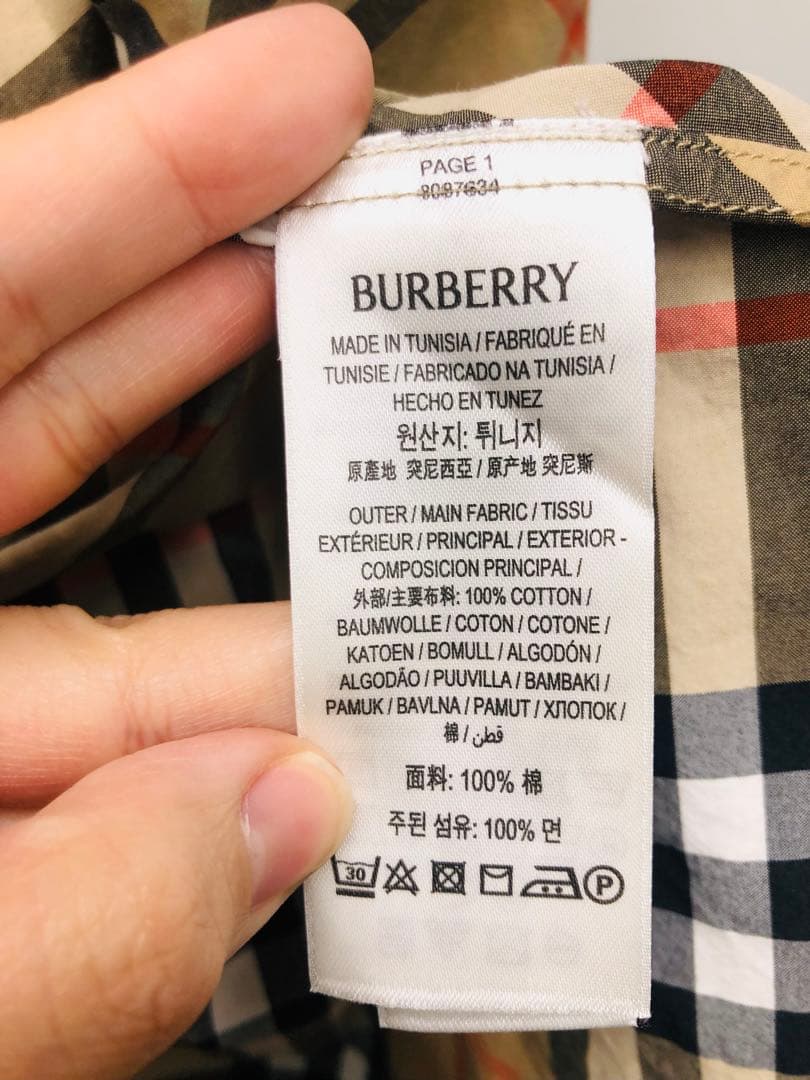 PAGE 1
8087634
BURBERRY
MADE IN TUNISIA / FABRIQUÉ EN
TUNISIE / FABRICADO NA TUNISIA /
HECHO EN TUNEZ
원산지: 튀니지
原產地 突尼西亞 / 原产地 突尼斯
OUTER / MAIN FABRIC / TISSU
EXTÉRIEUR / PRINCIPAL / EXTERIOR -
COMPOSICION PRINCIPAL /
外部/主要布料: 100% COTTON /
BAUMWOLLE / COTON / COTONE /
KATOEN / BOMULL / ALGODÓN /
ALGODÃO / PUUVILLA / BAMBAKI /
PAMUK / BAVLNA / PAMUT / ХЛОПОК /
棉 / قطن
面料: 100% 棉
주된 섬유: 100% 면
30 P